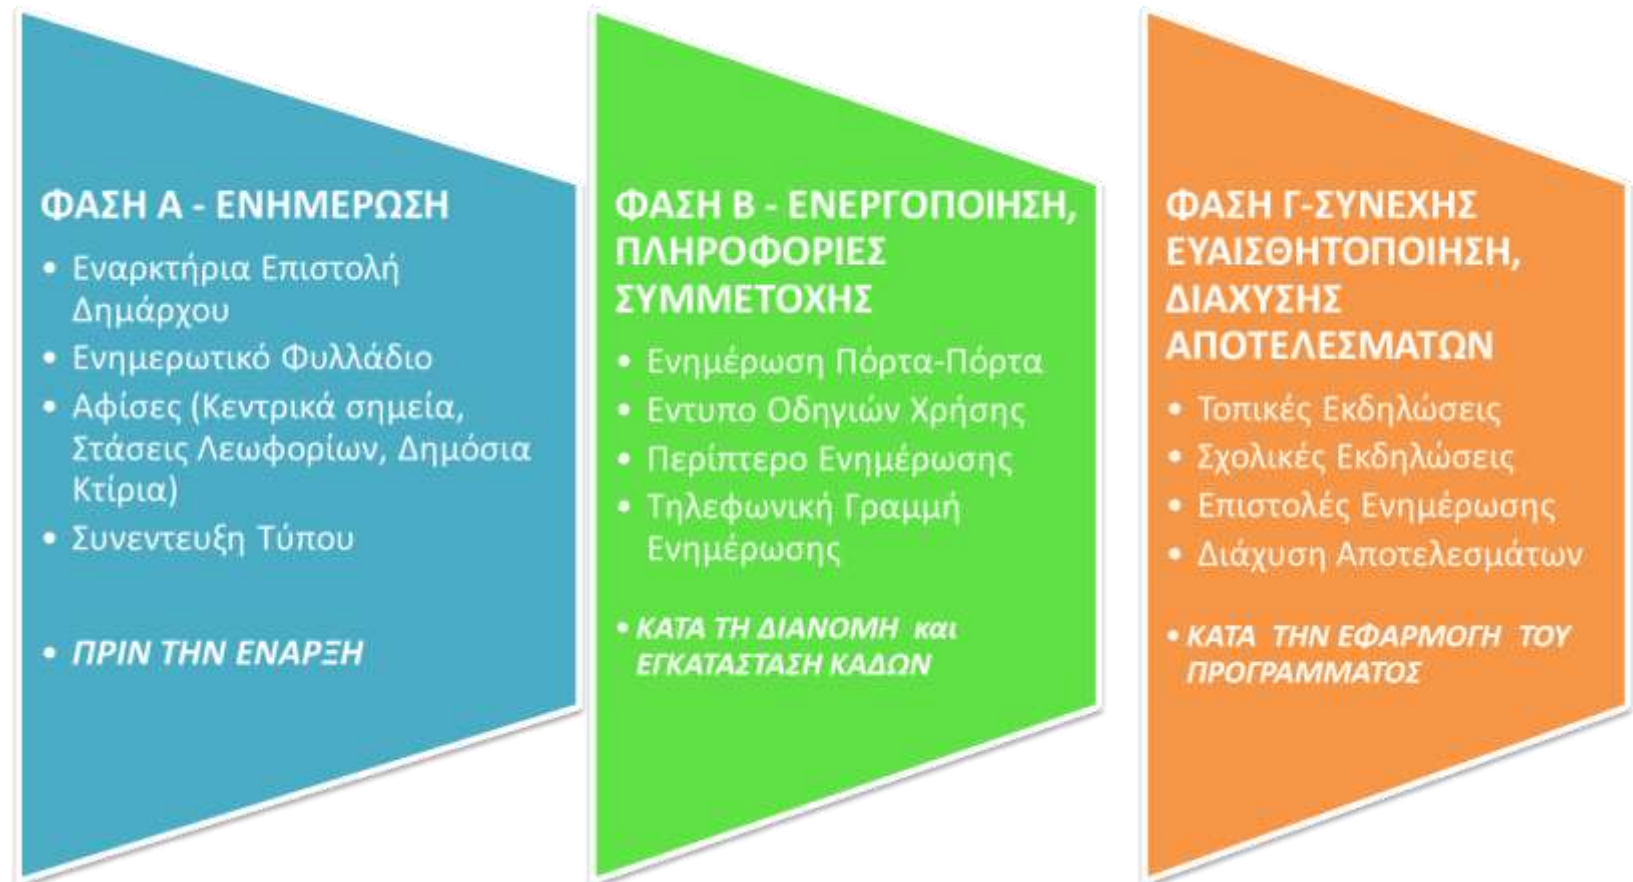 ΦΑΣΗ Α - ΕΝΗΜΕΡΩΣΗ
• Εναρκτήρια Επιστολή
Δημάρχου
• Ενημερωτικό Φυλλάδιο
• Αφίσες (Κεντρικά σημεία,
Στάσεις Λεωφορίων, Δημόσια
Κτίρια)
• Συνεντευξη Τύπου
• ΠΡΙΝ ΤΗΝ ΕΝΑΡΞΗ
ΦΑΣΗ Β - ΕΝΕΡΓΟΠΟΙΗΣΗ,
ΠΛΗΡΟΦΟΡΙΕΣ
ΣΥΜΜΕΤΟΧΗΣ
• Ενημέρωση Πόρτα-Πόρτα
• Εντυπο Οδηγιών Χρήσης
• Περίπτερο Ενημέρωσης
• Τηλεφωνική Γραμμή
Ενημέρωσης
• ΚΑΤΑ ΤΗ ΔΙΑΝΟΜΗ και
ΕΓΚΑΤΑΣΤΑΣΗ ΚΑΔΩΝ
ΦΑΣΗ Γ-ΣΥΝΕΧΗΣ
ΕΥΑΙΣΘΗΤΟΠΟΙΗΣΗ,
ΔΙΑΧΥΣΗΣ
ΑΠΟΤΕΛΕΣΜΑΤΩΝ
• Τοπικές Εκδηλώσεις
• Σχολικές Εκδηλώσεις
• Επιστολές Ενημέρωσης
• Διάχυση Αποτελεσμάτων
• ΚΑΤΑ ΤΗΝ ΕΦΑΡΜΟΓΗ ΤΟΥ
ΠΡΟΓΡΑΜΜΑΤΟΣ